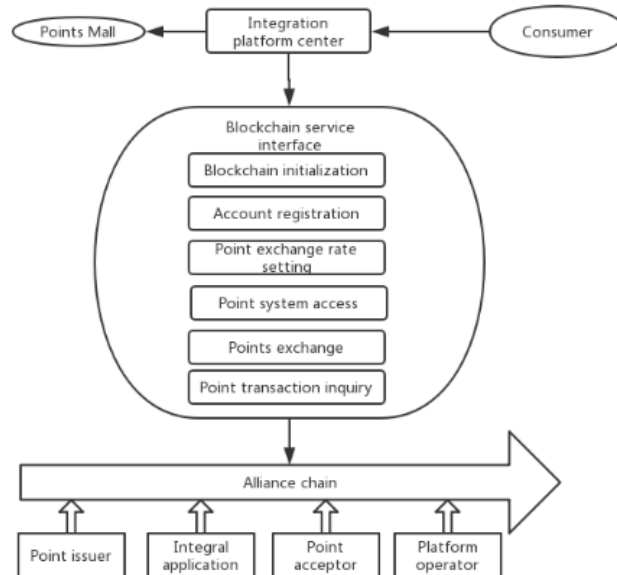 Points Mall
Integration
platform center
Consumer
Blockchain service
interface
Blockchain initialization
Account registration
Point exchange rate
setting
Point system access
Points exchange
Point transaction inquiry
Alliance chain
Point issuer
Integral
application
Point
acceptor
Platform
operator